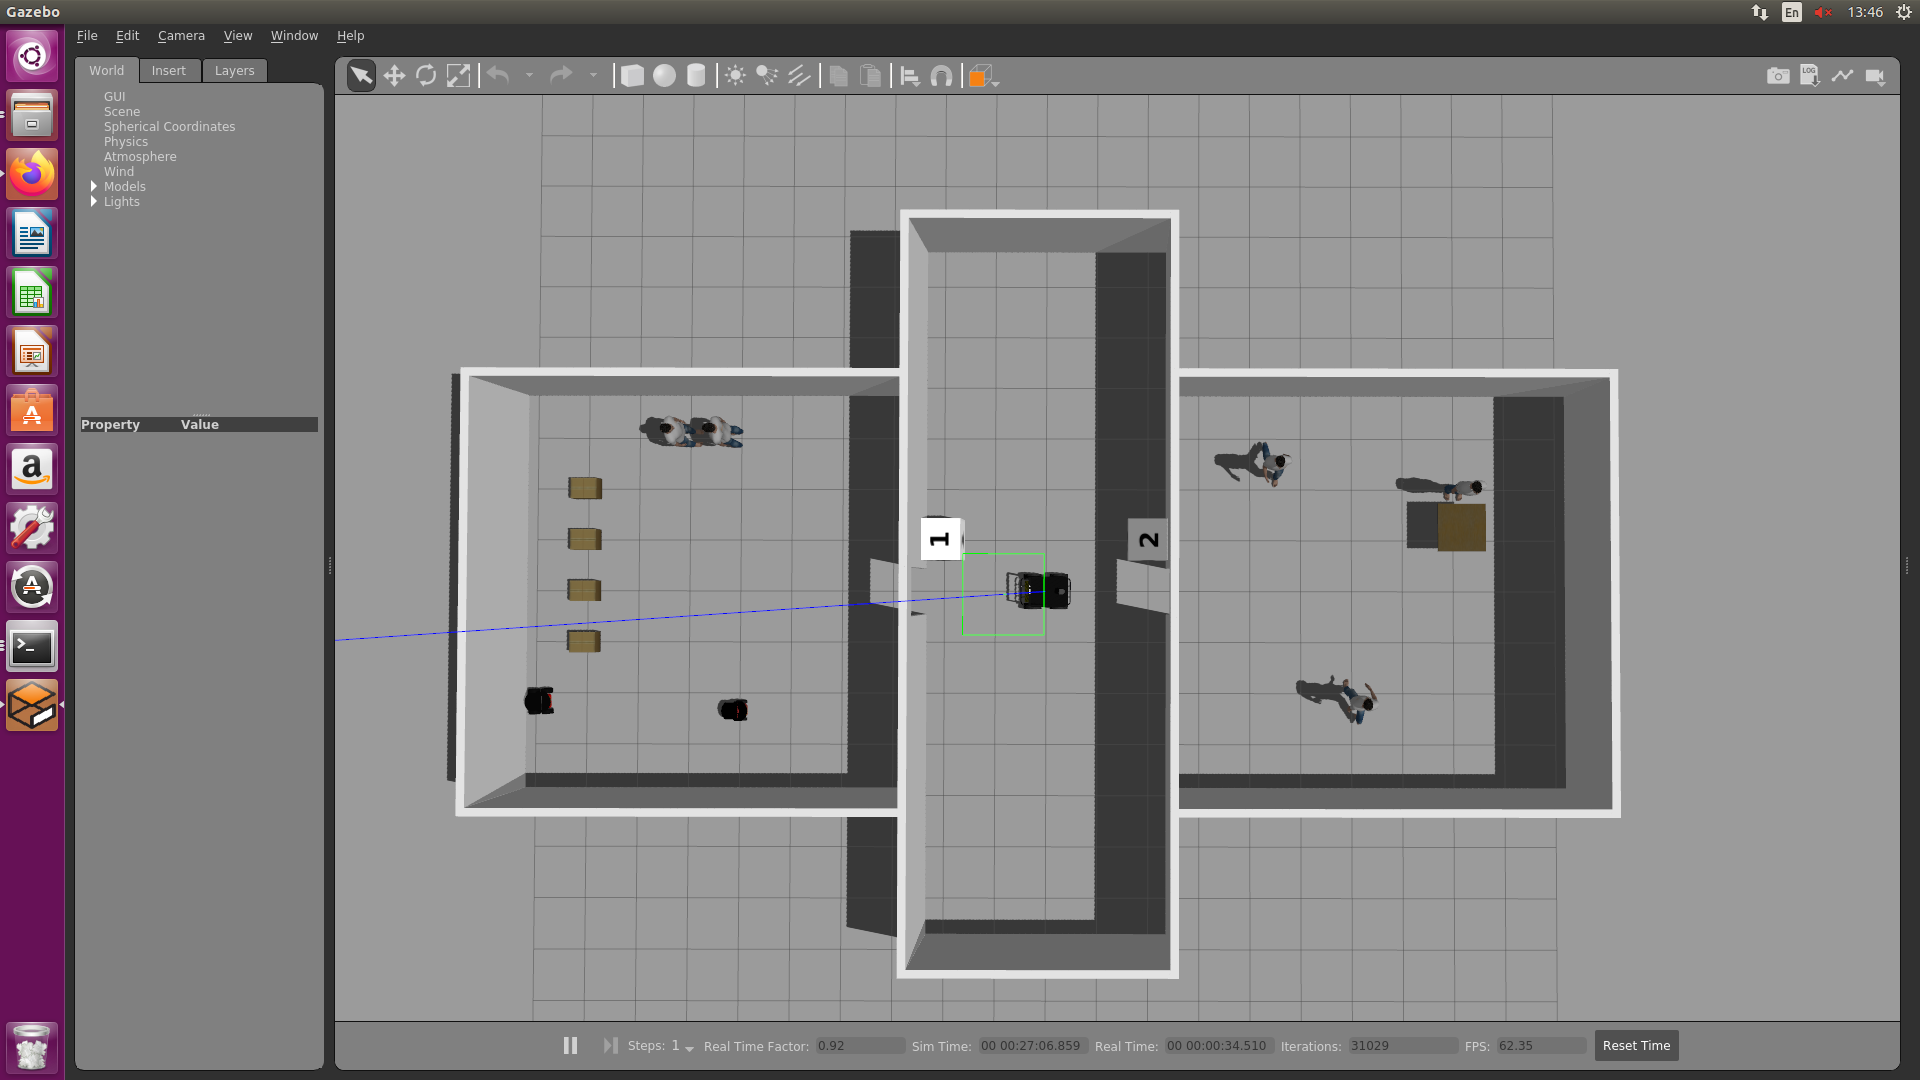 Gazebo
En
13:46
File Edit Camera View Window Help
World Insert Layers
GUI
Scene
Spherical Coordinates
Physics
Atmosphere
Wind
Models
Lights
Property Value
LOG
1
2
Steps: 1 Real Time Factor: 0.92 Sim Time: 00 00:27:06.859 Real Time: 00 00:00:34.510 Iterations: 31029 FPS: 62.35 Reset Time